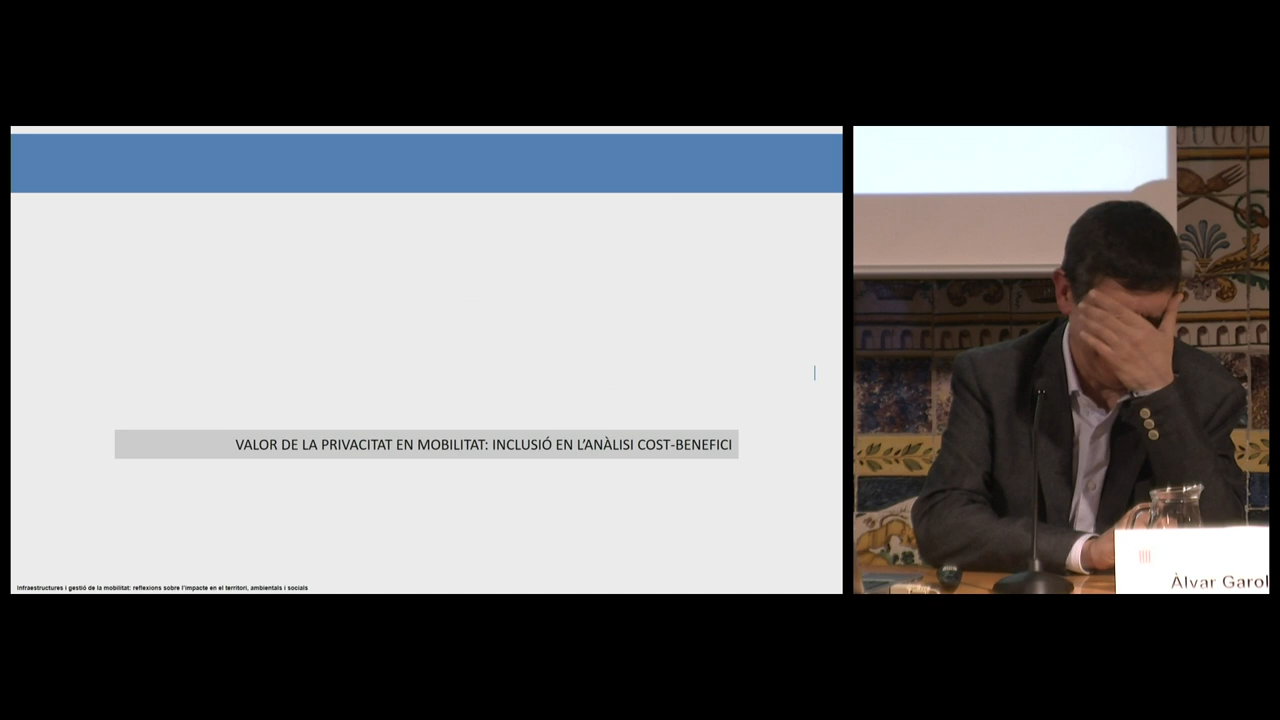 VALOR DE LA PRIVACITAT EN MOBILITAT: INCLUSIÓ EN L'ANÀLISI COST-BENEFICI
Infraestructures i gestió de la mobilitat: reflexions sobre l'impacte en el territori, ambientals i socials
Àlvar Garol